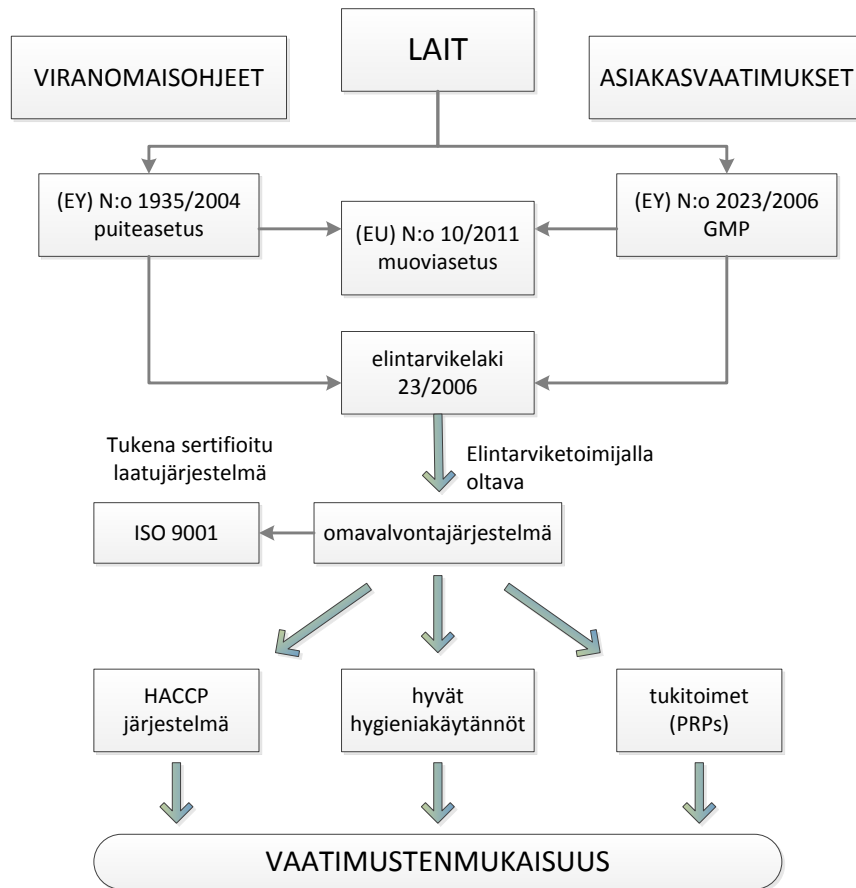 LAIT
VIRANOMAISOHJEET
ASIAKASVAATIMUKSET
(EY) N:o 1935/2004
puiteasetus
(EU) N:o 10/2011
muoviasetus
(EY) N:o 2023/2006
GMP
elintarvikelaki
23/2006
Tukena sertifioitu
laatujärjestelmä
Elintarviketoimijalla
oltava
ISO 9001
omavalvontajärjestelmä
HACCP
järjestelmä
hyvät
hygieniakäytännöt
tukitoimet
(PRPs)
VAATIMUSTENMUKAISUUS